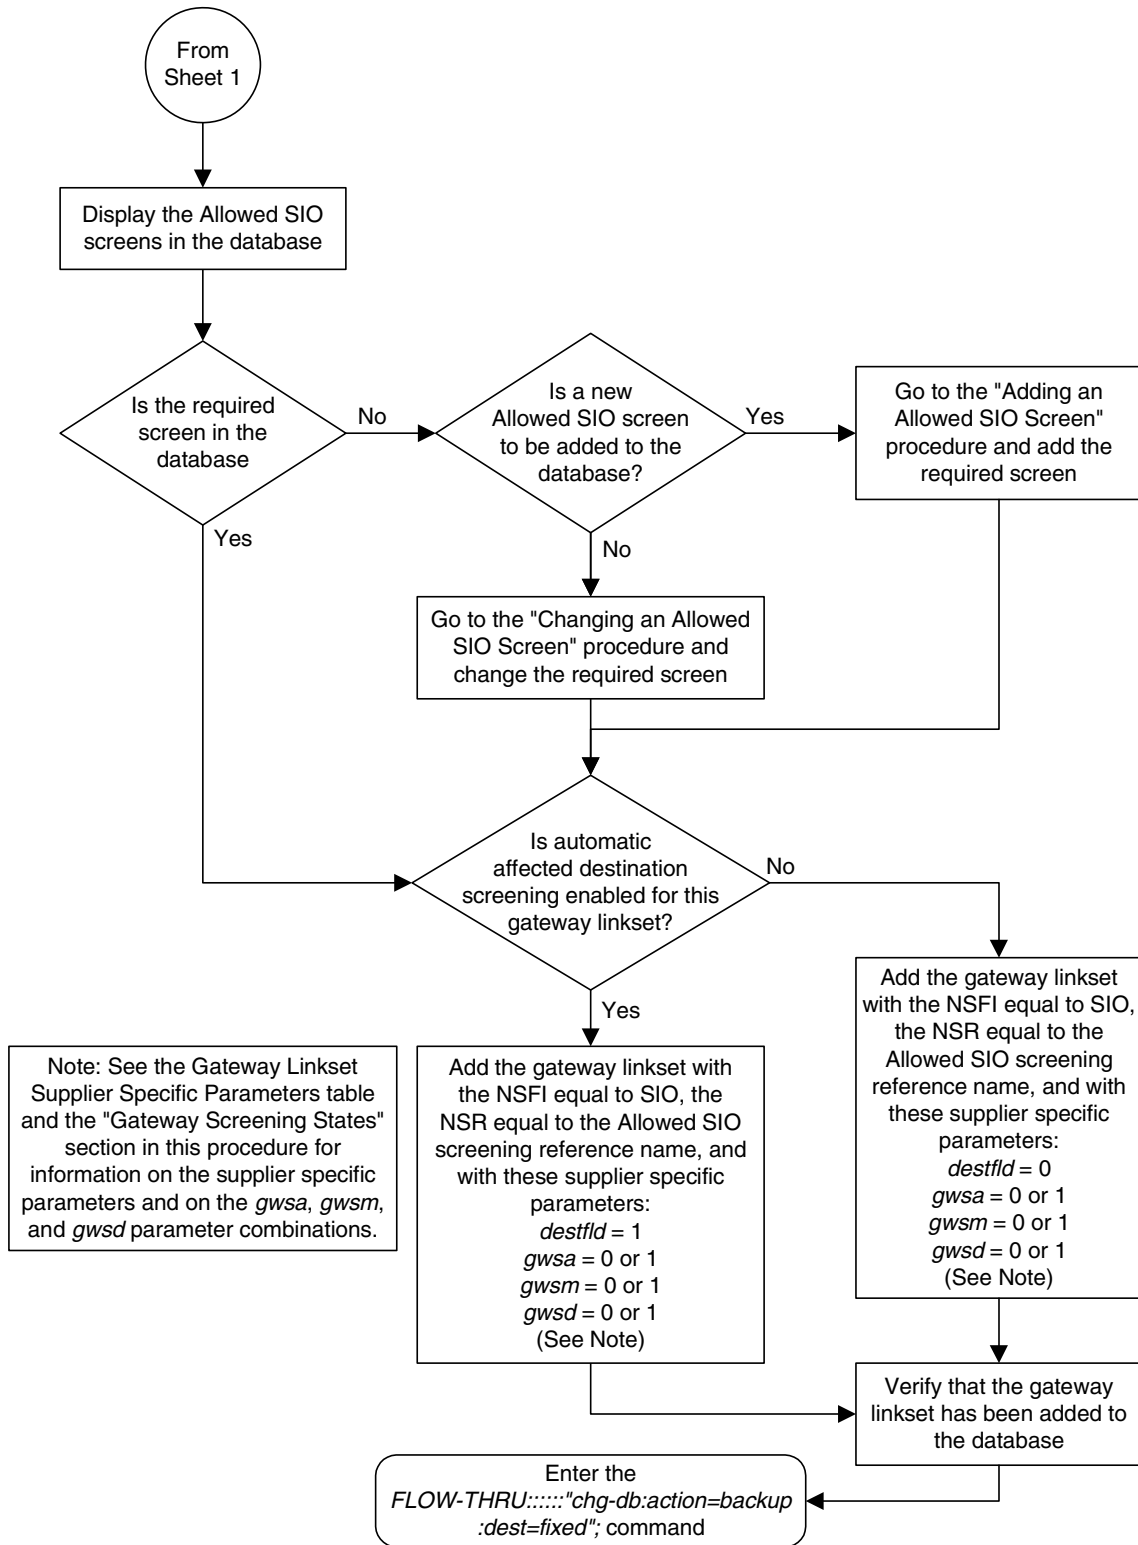 From
Sheet 1
Display the Allowed SIO
screens in the database
Is the required
screen in the
database
No
Yes
Is a new
Allowed SIO screen
to be added to the
database?
Yes
No
Go to the "Adding an
Allowed SIO Screen"
procedure and add the
required screen
Go to the "Changing an Allowed
SIO Screen" procedure and
change the required screen
Is automatic
affected destination
screening enabled for this
gateway linkset?
No
Yes
Add the gateway linkset
with the NSFI equal to SIO,
the NSR equal to the
Allowed SIO screening
reference name, and with
these supplier specific
parameters:
destfld = 0
gwsa = 0 or 1
gwsm = 0 or 1
gwsd = 0 or 1
(See Note)
Note: See the Gateway Linkset
Supplier Specific Parameters table
and the "Gateway Screening States"
section in this procedure for
information on the supplier specific
parameters and on the gwsa, gwsm,
and gwsd parameter combinations.
Add the gateway linkset with
the NSFI equal to SIO, the
NSR equal to the Allowed SIO
screening reference name, and
with these supplier specific
parameters:
destfld = 1
gwsa = 0 or 1
gwsm = 0 or 1
gwsd = 0 or 1
(See Note)
Verify that the gateway
linkset has been added to
the database
Enter the
FLOW-THRU::::::"chg-db:action=backup
:dest=fixed"; command